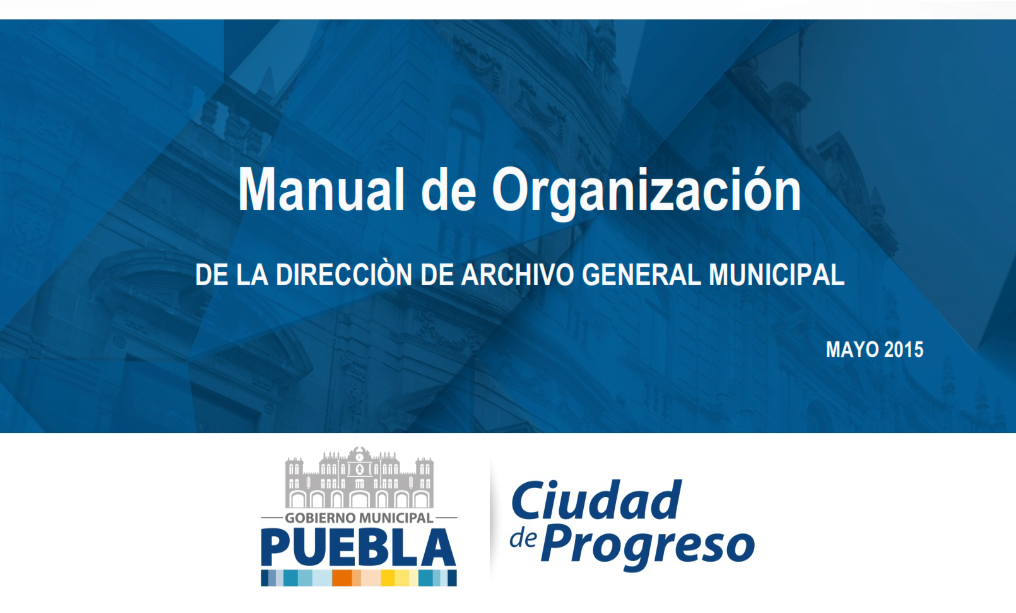 Manual de Organización
DE LA DIRECCIÒN DE ARCHIVO GENERAL MUNICIPAL
MAYO 2015
GOBIERNO MUNICIPAL
PUEBLA
Ciudad
de Progreso